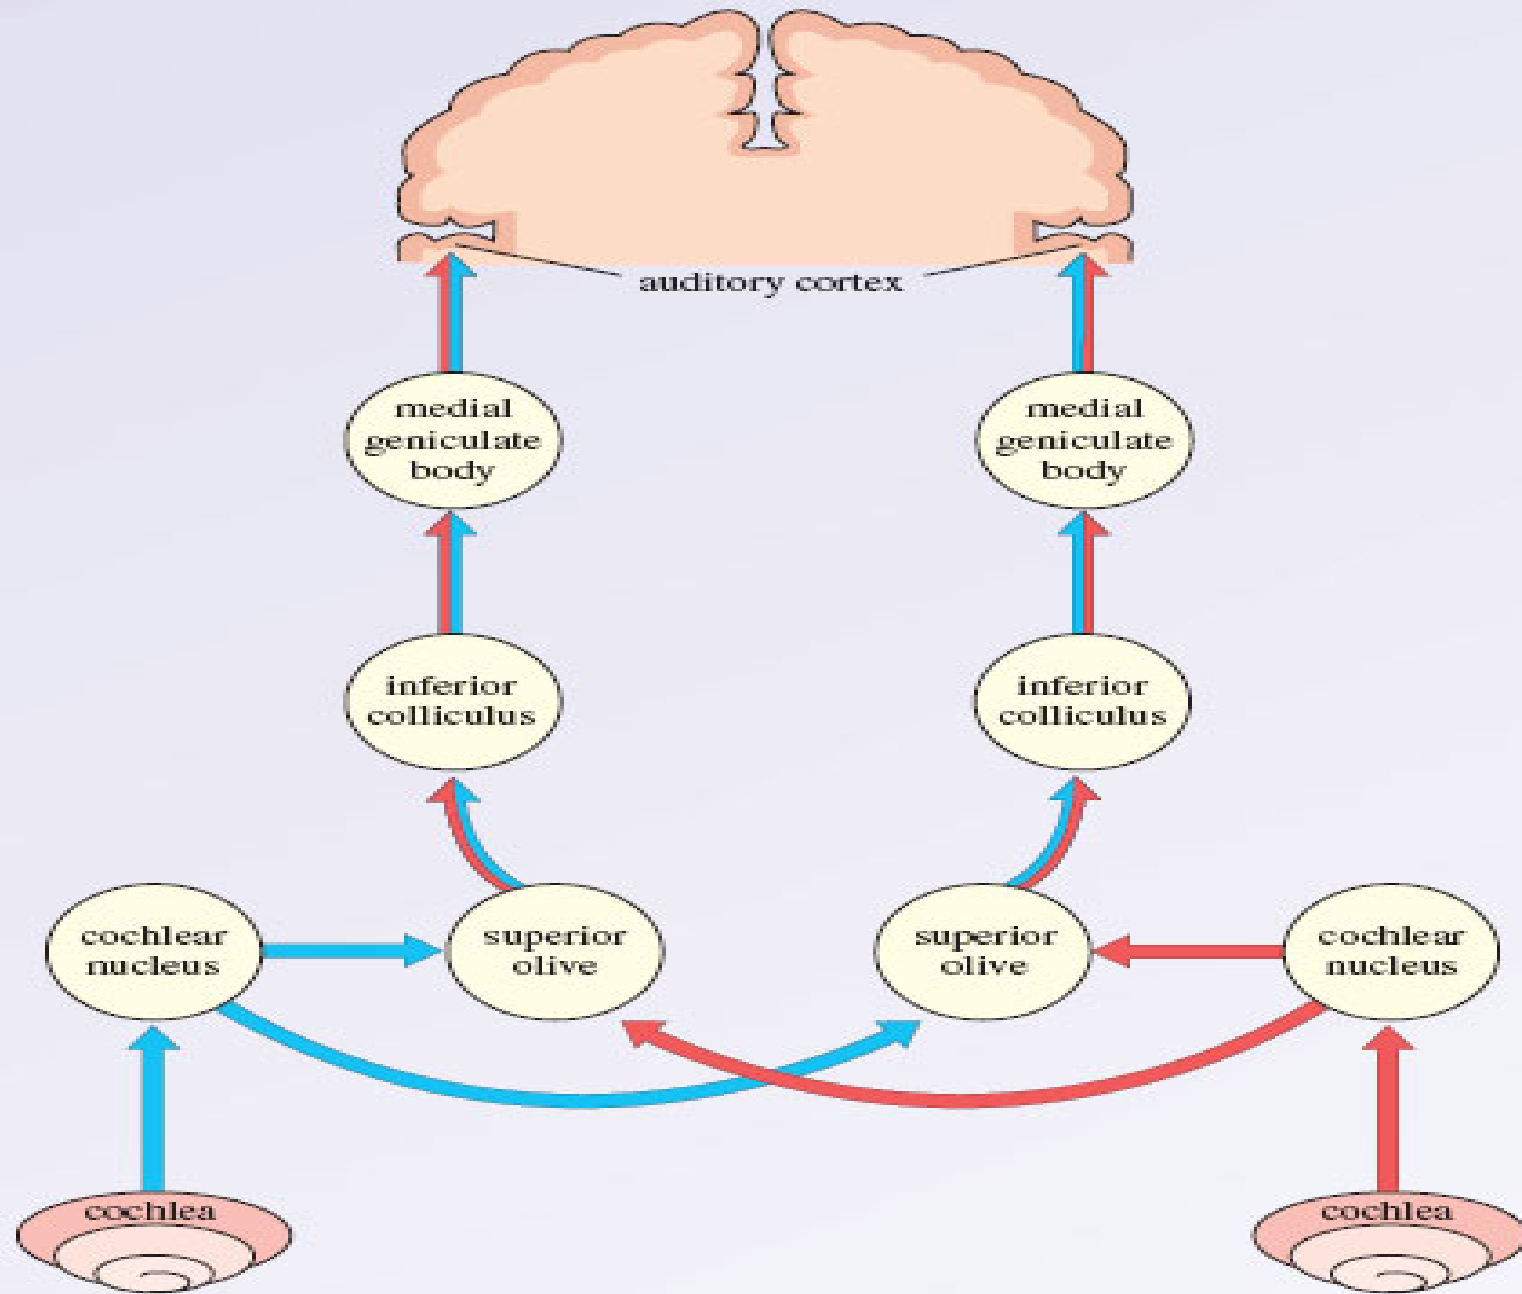 auditory cortex
medial
geniculate
body
medial
geniculate
body
inferior
colliculus
inferior
colliculus
cochlear
nucleus
superior
olive
superior
olive
cochlear
nucleus
cochlea
cochlea